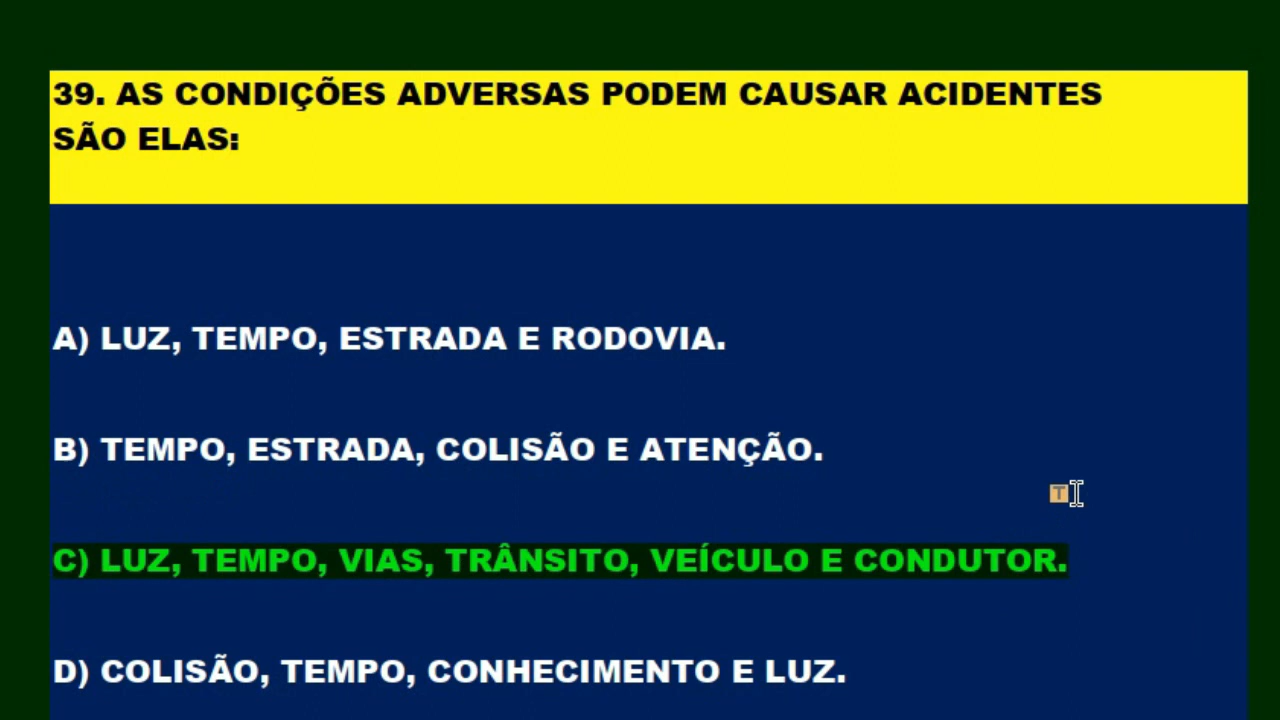 39. AS CONDIÇÕES ADVERSAS PODEM CAUSAR ACIDENTES
SÃO ELAS:
A) LUZ, TEMPO, ESTRADA E RODOVIA.
B) TEMPO, ESTRADA, COLISÃO E ATENÇÃO.
T
C) LUZ, TEMPO, VIAS, TRÂNSITO, VEÍCULO E CONDUTOR.
D) COLISÃO, TEMPO, CONHECIMENTO E LUZ.